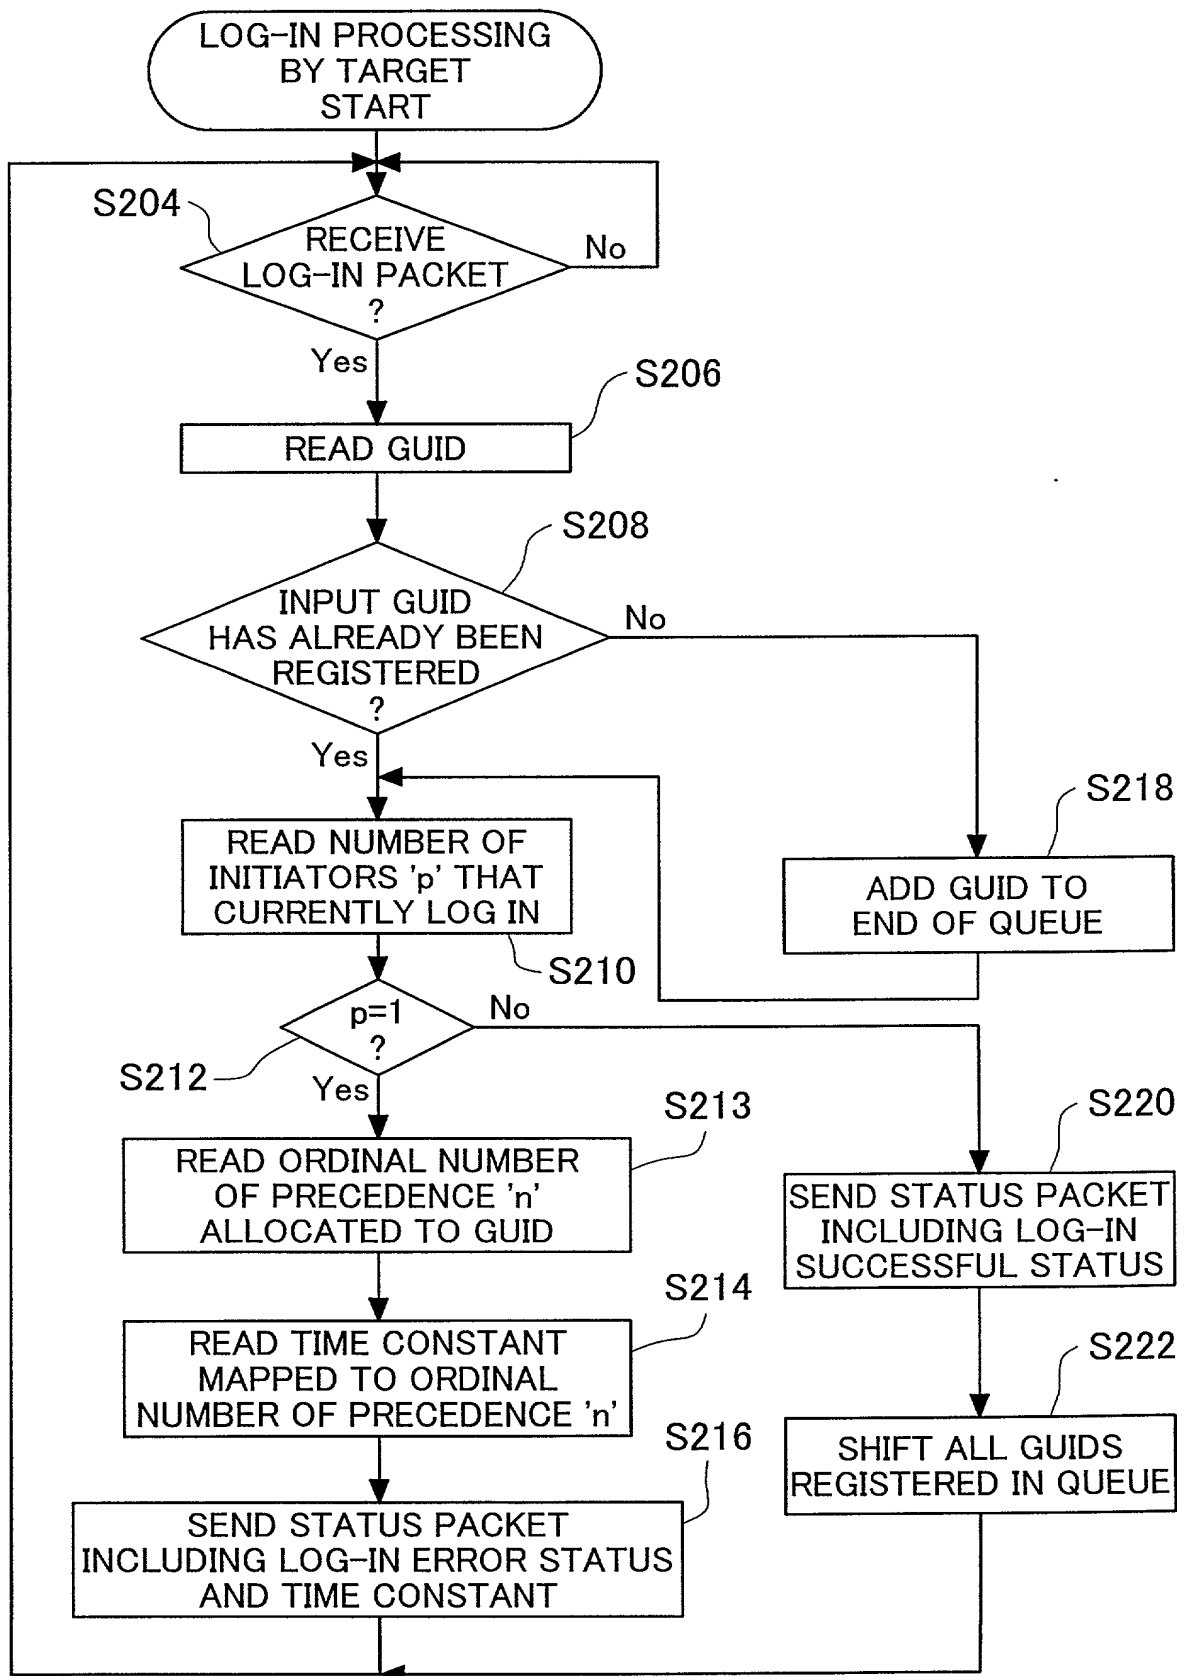 LOG-IN PROCESSING
BY TARGET
START
S204
RECEIVE
LOG-IN PACKET
?
No
Yes
S206
READ GUID
S208
INPUT GUID
HAS ALREADY BEEN
REGISTERED
?
No
Yes
S218
READ NUMBER OF
INITIATORS 'p' THAT
CURRENTLY LOG IN
ADD GUID TO
END OF QUEUE
S210
p=1
?
No
S212
Yes
S213
S220
READ ORDINAL NUMBER
OF PRECEDENCE 'n'
ALLOCATED TO GUID
SEND STATUS PACKET
INCLUDING LOG-IN
SUCCESSFUL STATUS
S214
READ TIME CONSTANT
MAPPED TO ORDINAL
NUMBER OF PRECEDENCE 'n'
S222
S216
SHIFT ALL GUIDS
REGISTERED IN QUEUE
SEND STATUS PACKET
INCLUDING LOG-IN ERROR STATUS
AND TIME CONSTANT